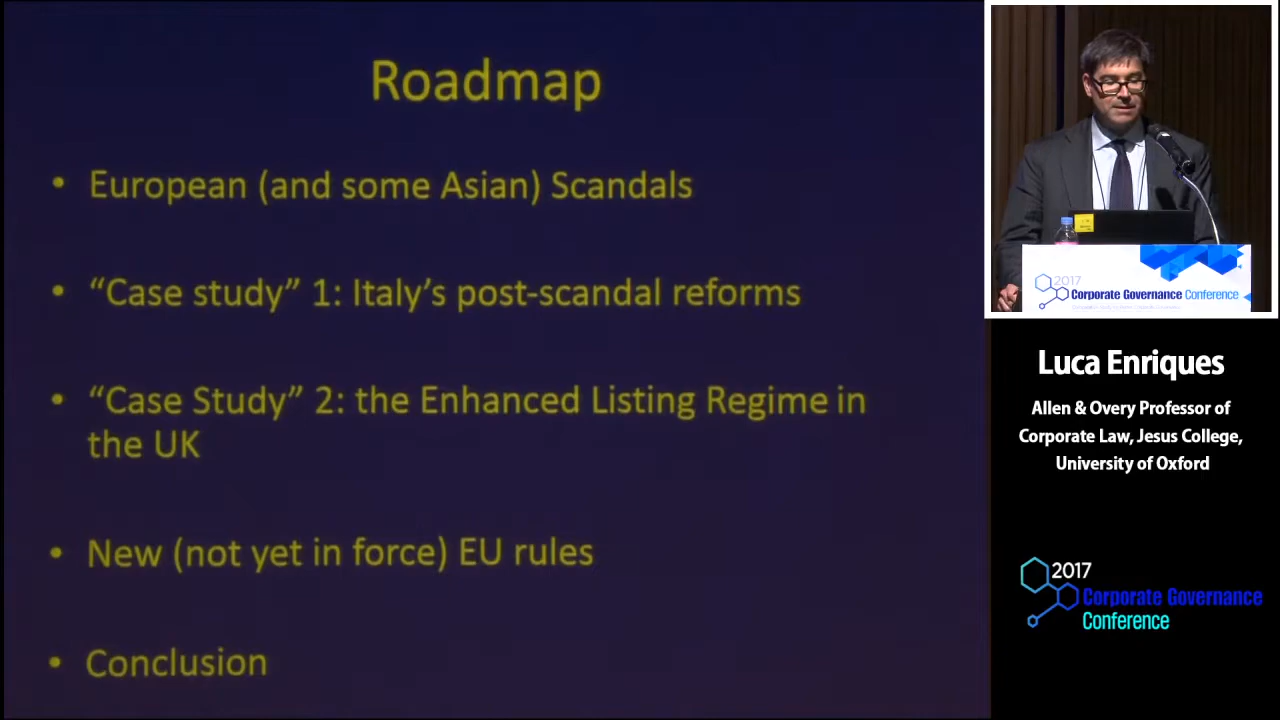 Roadmap
• European (and some Asian) Scandals
• “Case study” 1: Italy’s post-scandal reforms
• “Case Study” 2: the Enhanced Listing Regime in
the UK
• New (not yet in force) EU rules
• Conclusion
2017
Corporate Governance Conference
Luca Enriques
Allen & Overy Professor of
Corporate Law, Jesus College,
University of Oxford
2017
Corporate Governance
Conference